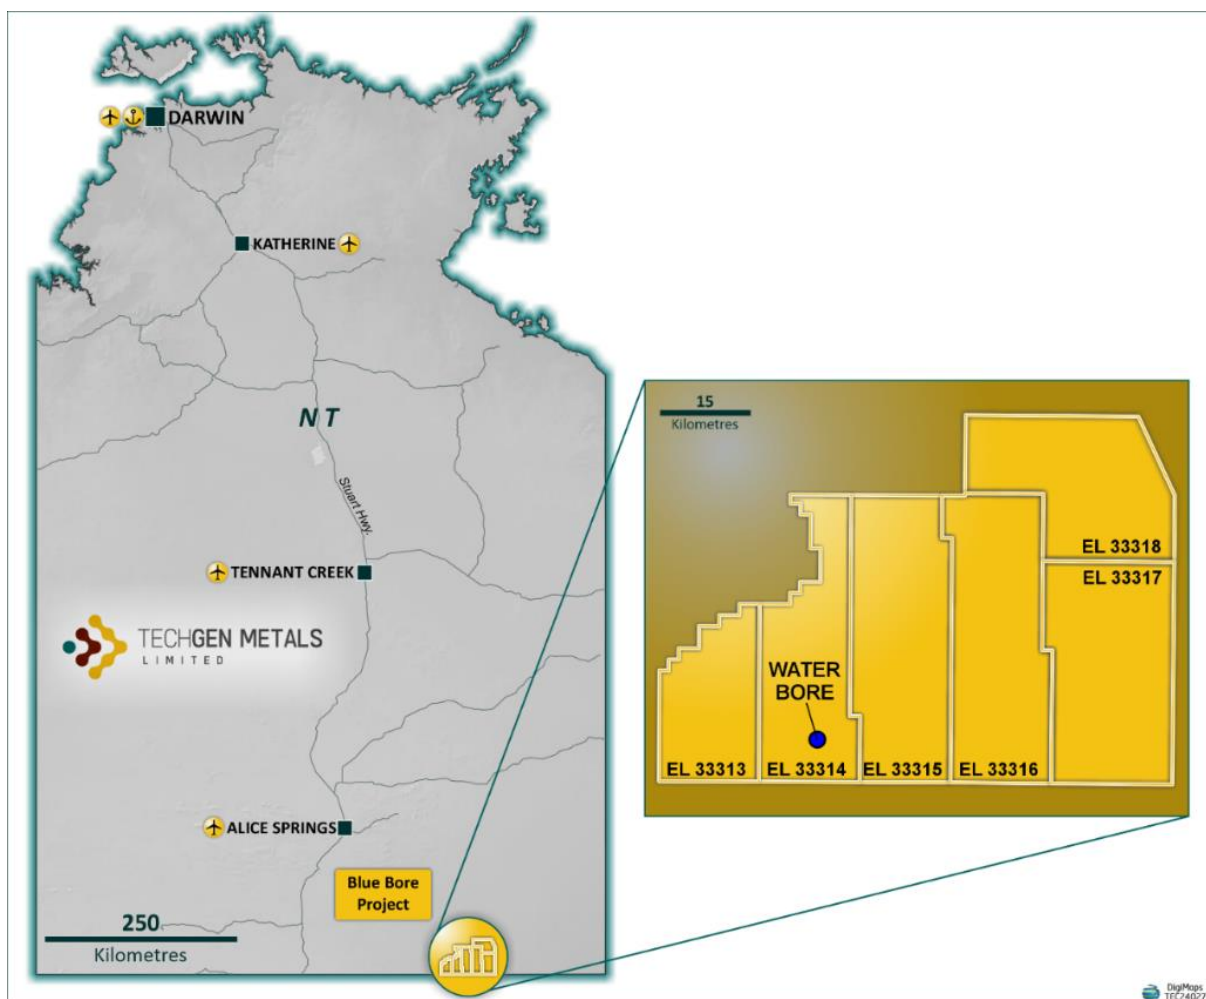 DARWIN
KATHERINE
N T
Stuart Hwy.
TENNANT CREEK
TECHGEN METALS
LIMITED
ALICE SPRINGS
Blue Bore
Project
250
Kilometres
15
Kilometres
EL 33318
EL 33317
WATER
BORE
EL 33313
EL 33314
EL 33315
EL 33316
DigiMaps
TEC24027